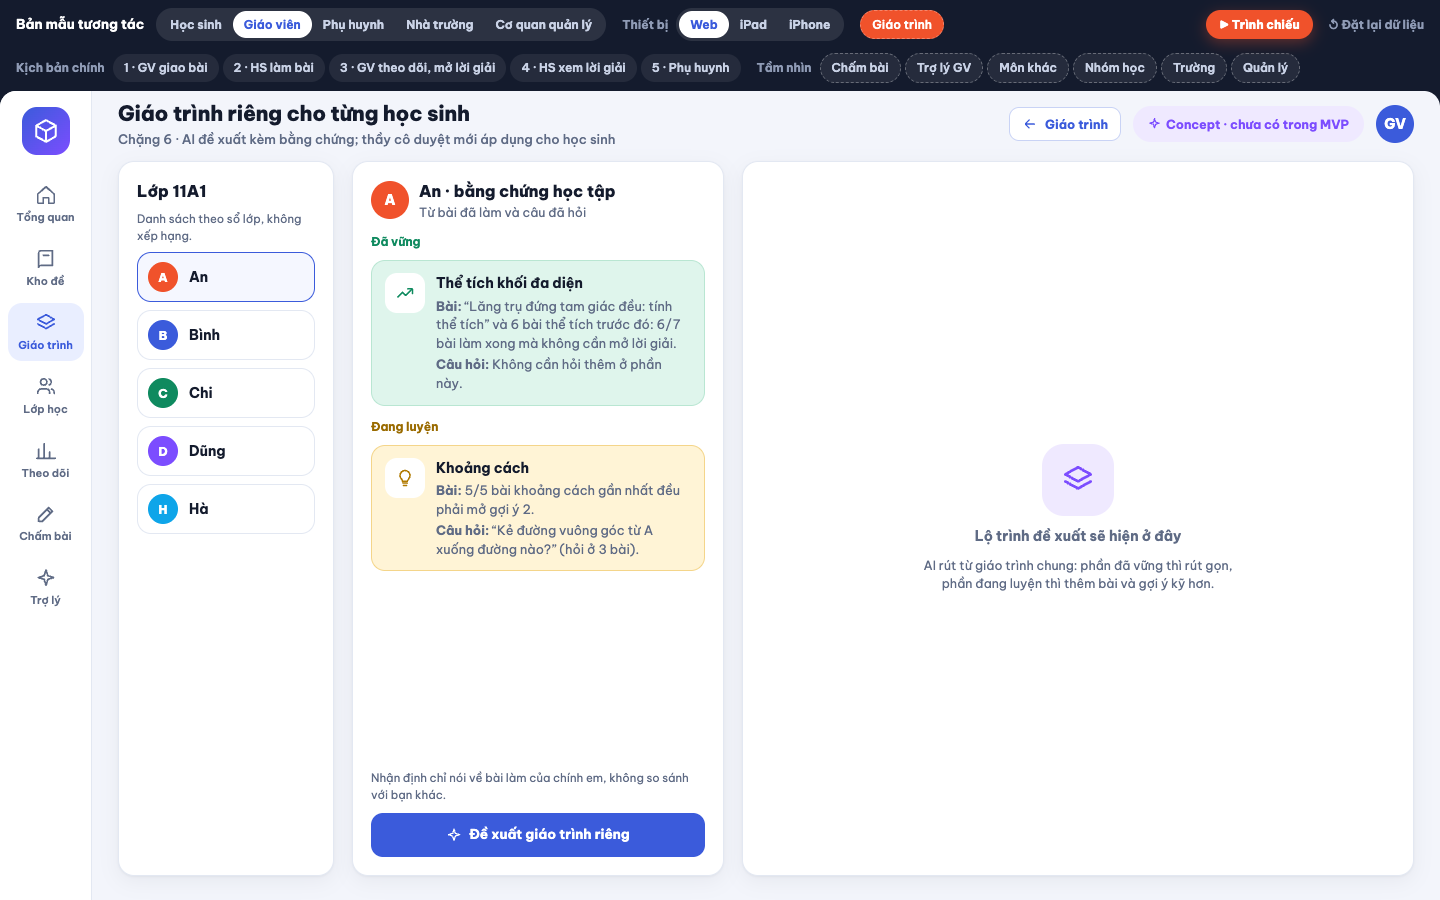 Bản mẫu tương tác
Học sinh
Giáo viên
Phụ huynh
Nhà trường
Cơ quan quản lý
Thiết bị
Web
iPad
iPhone
Giáo trình
Trình chiếu
Đặt lại dữ liệu
Kịch bản chính
1 · GV giao bài
2 · HS làm bài
3 · GV theo dõi, mở lời giải
4 · HS xem lời giải
5 · Phụ huynh
Tầm nhìn
Chấm bài
Trợ lý GV
Môn khác
Nhóm học
Trường
Quản lý
Tổng quan
Kho đề
Giáo trình
Lớp học
Theo dõi
Chấm bài
Trợ lý
Giáo trình riêng cho từng học sinh
Chặng 6 · AI đề xuất kèm bằng chứng; thầy cô duyệt mới áp dụng cho học sinh
Giáo trình
Concept · chưa có trong MVP
GV
Lớp 11A1
Danh sách theo sổ lớp, không
xếp hạng.
A An
B Bình
C Chi
D Dũng
H Hà
A
An · bằng chứng học tập
Từ bài đã làm và câu đã hỏi
Đã vững
Thể tích khối đa diện
Bài: “Lăng trụ đứng tam giác đều: tính
thể tích” và 6 bài thể tích trước đó: 6/7
bài làm xong mà không cần mở lời giải.
Câu hỏi: Không cần hỏi thêm ở phần
này.
Đang luyện
Khoảng cách
Bài: 5/5 bài khoảng cách gần nhất đều
phải mở gợi ý 2.
Câu hỏi: “Kẻ đường vuông góc từ A
xuống đường nào?” (hỏi ở 3 bài).
Nhận định chỉ nói về bài làm của chính em, không so sánh
với bạn khác.
Đề xuất giáo trình riêng
Lộ trình đề xuất sẽ hiện ở đây
AI rút từ giáo trình chung: phần đã vững thì rút gọn,
phần đang luyện thì thêm bài và gợi ý kỹ hơn.